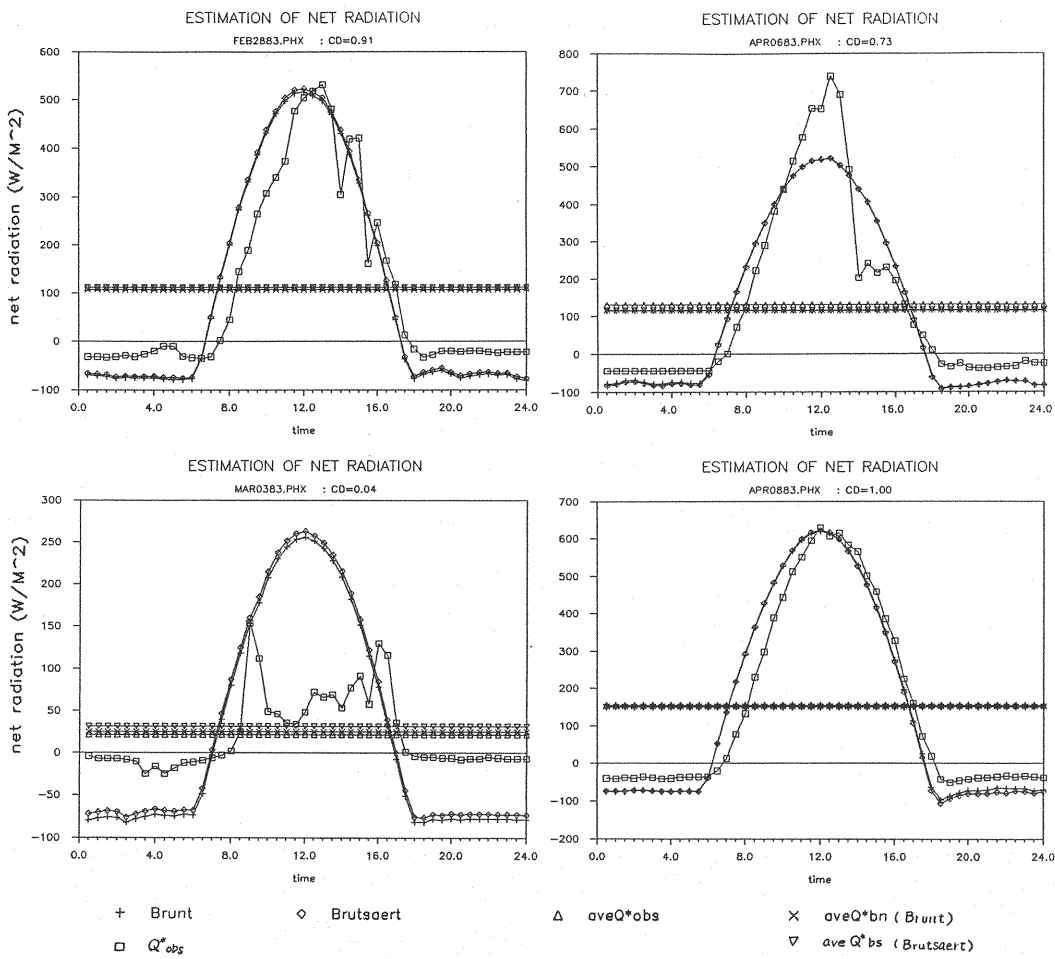 ESTIMATION OF NET RADIATION
FEB2883.PHX : CD=0.91
net radiation (W/M^2)
600
500
400
300
200
100
0
-100
0.0 4.0 8.0 12.0 16.0 20.0 24.0
time
ESTIMATION OF NET RADIATION
APR0683.PHX : CD=0.73
800
700
600
500
400
300
200
100
0
-100
0.0 4.0 8.0 12.0 16.0 20.0 24.0
time
ESTIMATION OF NET RADIATION
MAR0383.PHX : CD=0.04
net radiation (W/M^2)
300
250
200
150
100
50
0
-50
-100
0.0 4.0 8.0 12.0 16.0 20.0 24.0
time
ESTIMATION OF NET RADIATION
APR0883.PHX : CD=1.00
700
600
500
400
300
200
100
0
-100
-200
0.0 4.0 8.0 12.0 16.0 20.0 24.0
time
Brunt
Brutsaert
aveQ*obs
aveQ*bn (Brunt)
Q*obs
ave Q*bs (Brutsaert)